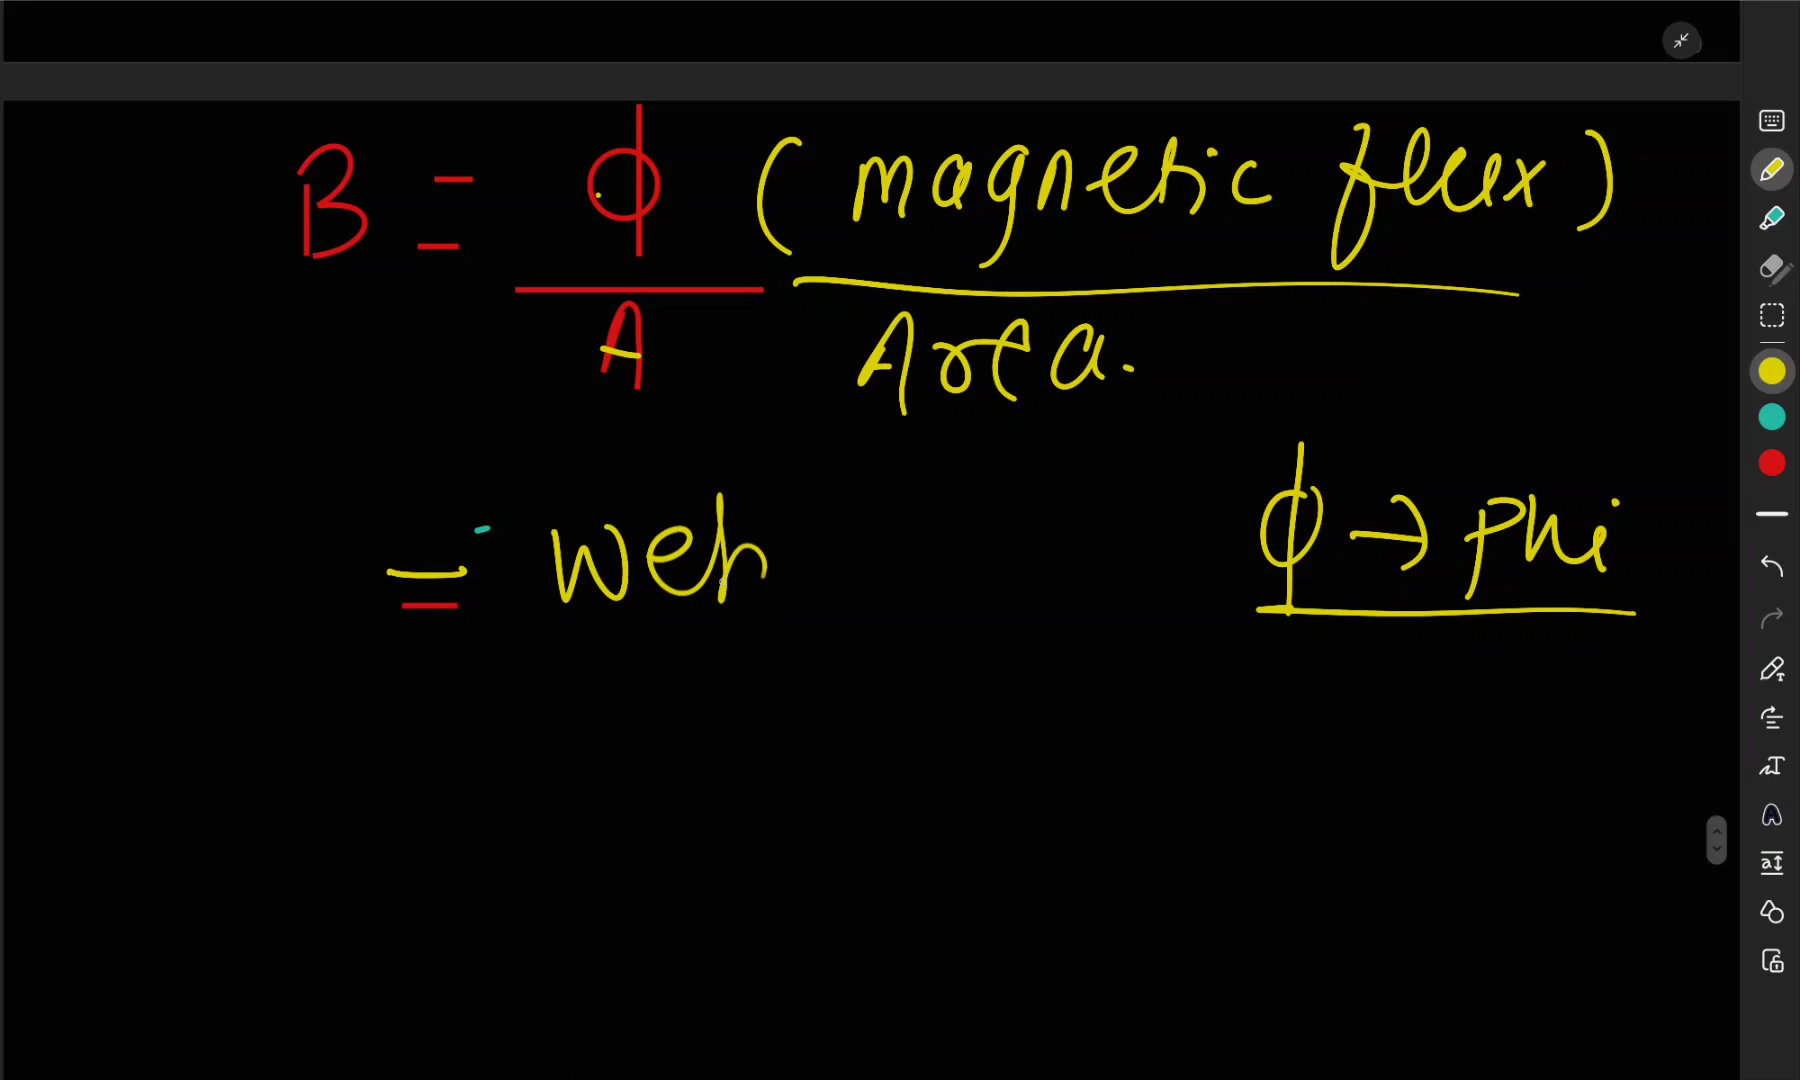 B = ϕ (magnetic flux)
A Area.
= Web
ϕ → Phi